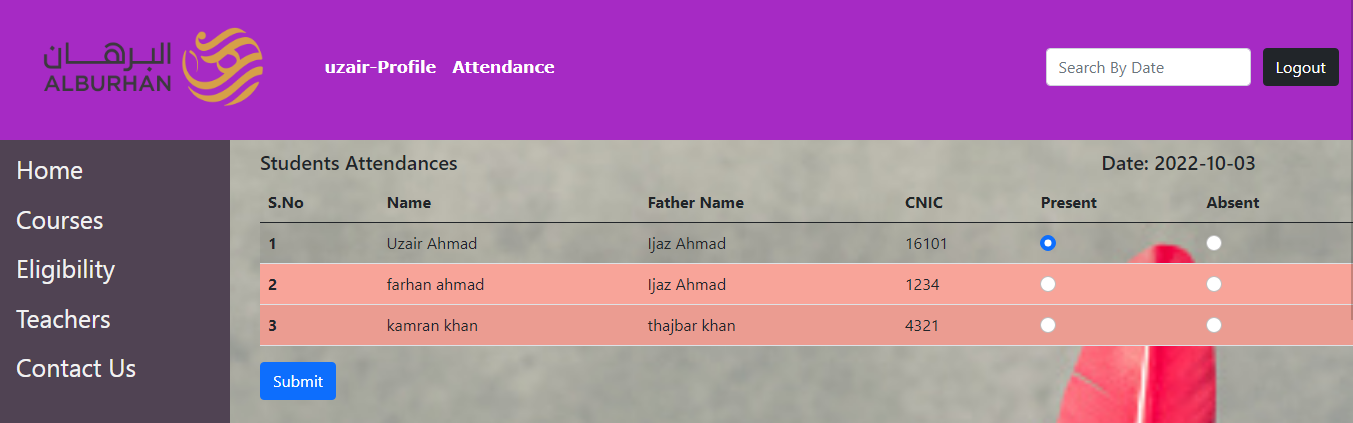 البرهان
ALBURHAN
uzair-Profile Attendance
Search By Date
Logout
Home
Courses
Eligibility
Teachers
Contact Us
Students Attendances
Date: 2022-10-03
S.No Name Father Name CNIC Present Absent
1 Uzair Ahmad Ijaz Ahmad 16101
2 farhan ahmad Ijaz Ahmad 1234
3 kamran khan thajbar khan 4321
Submit